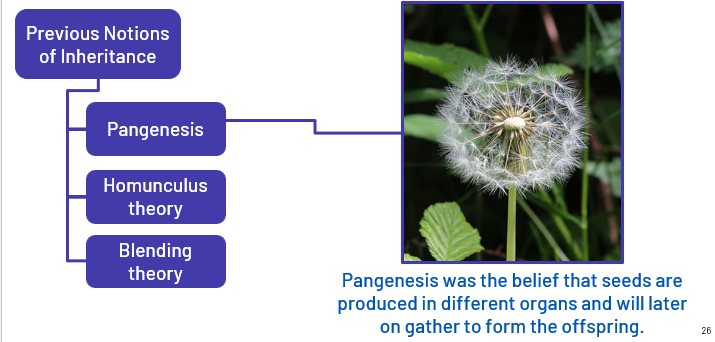 Previous Notions
of Inheritance
Pangenesis
Homunculus
theory
Blending
theory
Pangenesis was the belief that seeds are
produced in different organs and will later
on gather to form the offspring.
26